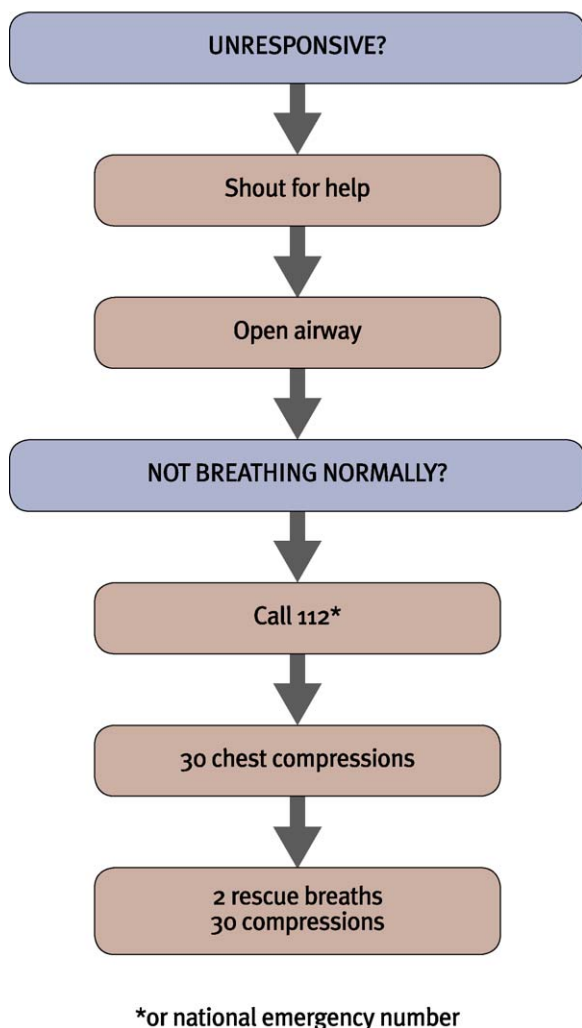 UNRESPONSIVE?
Shout for help
Open airway
NOT BREATHING NORMALLY?
Call 112*
30 chest compressions
2 rescue breaths
30 compressions
*or national emergency number